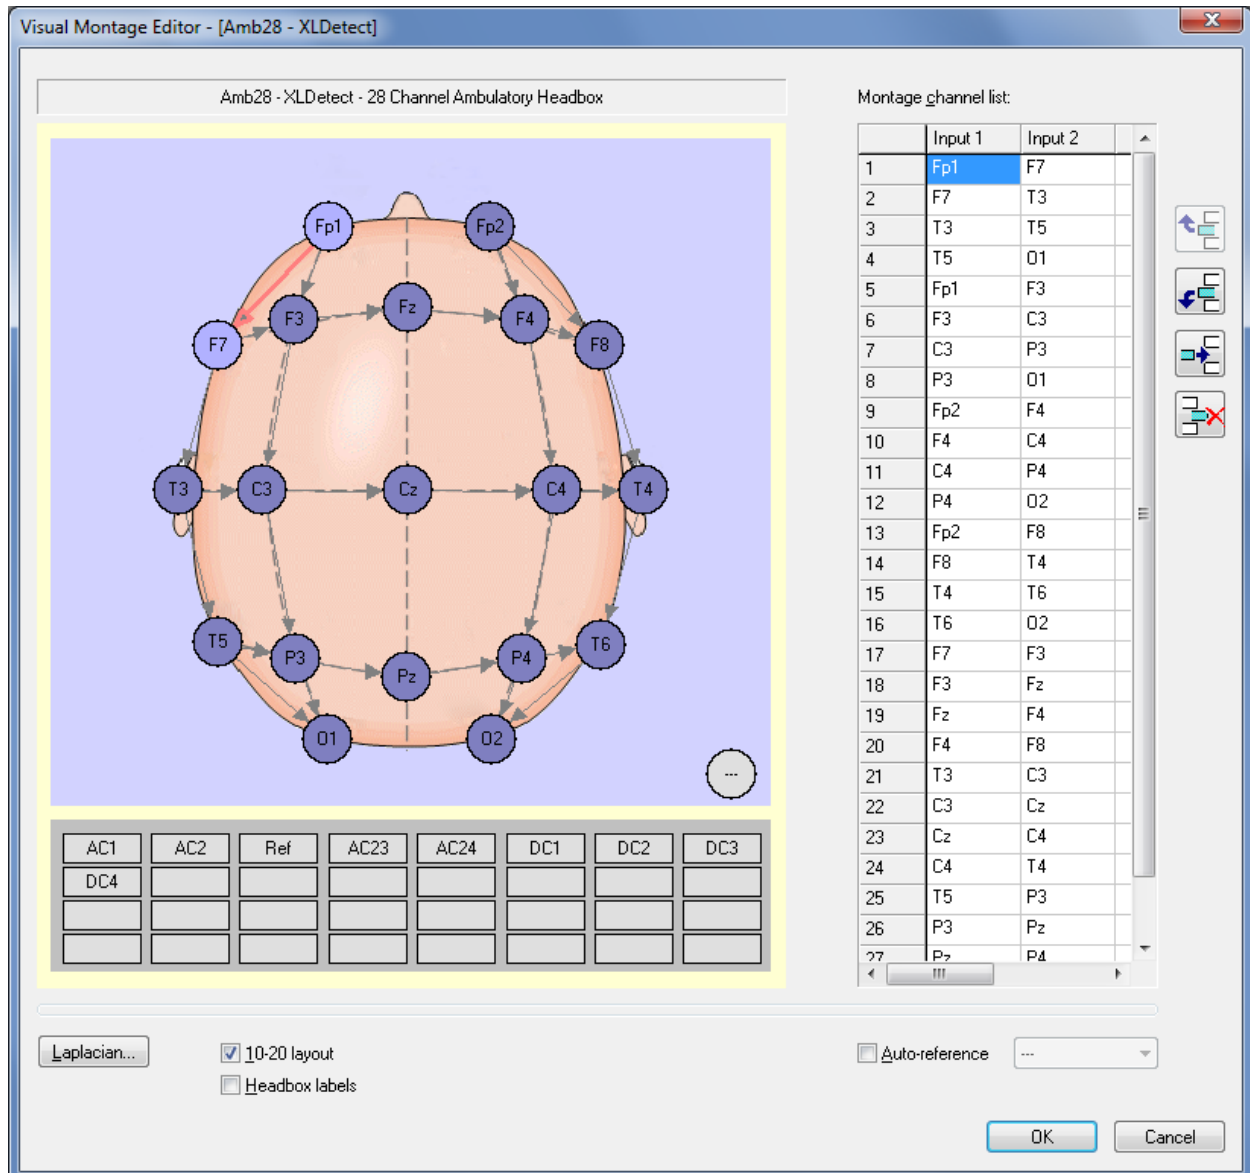 Visual Montage Editor - [Amb28 - XLDetect]
Amb28 - XLDetect - 28 Channel Ambulatory Headbox
Fp1 Fp2
Fz
F3 F4
F7 F8
T3 C3 Cz C4 T4
T5 T6
P3 P4
Pz
O1 O2
---
AC1 AC2 Ref AC23 AC24 DC1 DC2 DC3
DC4
Montage channel list:
Input 1 Input 2
1 Fp1 F7
2 F7 T3
3 T3 T5
4 T5 O1
5 Fp1 F3
6 F3 C3
7 C3 P3
8 P3 O1
9 Fp2 F4
10 F4 C4
11 C4 P4
12 P4 O2
13 Fp2 F8
14 F8 T4
15 T4 T6
16 T6 O2
17 F7 F3
18 F3 Fz
19 Fz F4
20 F4 F8
21 T3 C3
22 C3 Cz
23 Cz C4
24 C4 T4
25 T5 P3
26 P3 Pz
27 Pz P4
Laplacian...
10-20 layout
Headbox labels
Auto-reference ---
OK Cancel